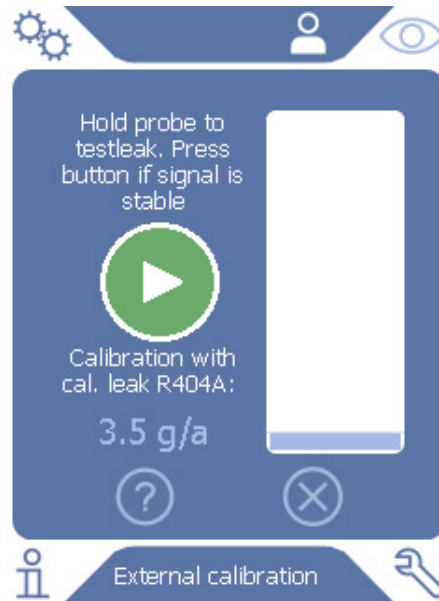 Hold probe to
testleak. Press
button if signal is
stable
Calibration with
cal. leak R404A:
3.5 g/a
?
External calibration